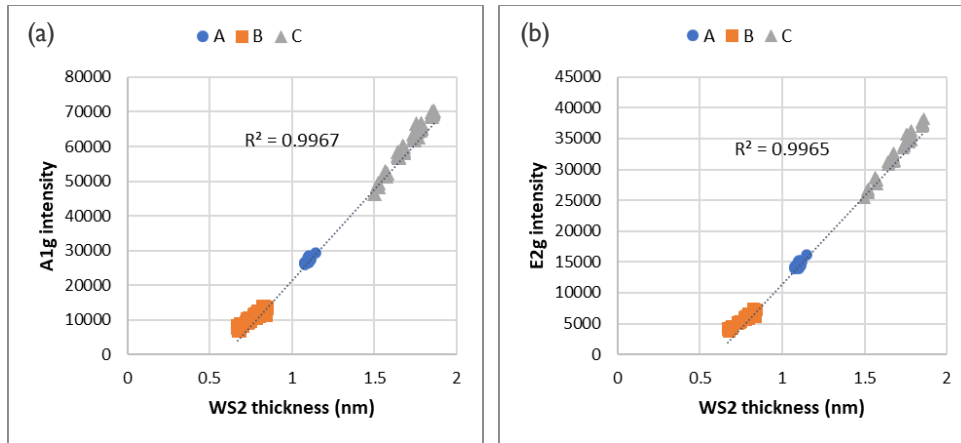 (a)
A B C
80000
70000
60000
50000
40000
30000
20000
10000
0
A1g intensity
R² = 0.9967
0 0.5 1 1.5 2
WS2 thickness (nm)
(b)
A B C
45000
40000
35000
30000
25000
20000
15000
10000
5000
0
E2g intensity
R² = 0.9965
0 0.5 1 1.5 2
WS2 thickness (nm)